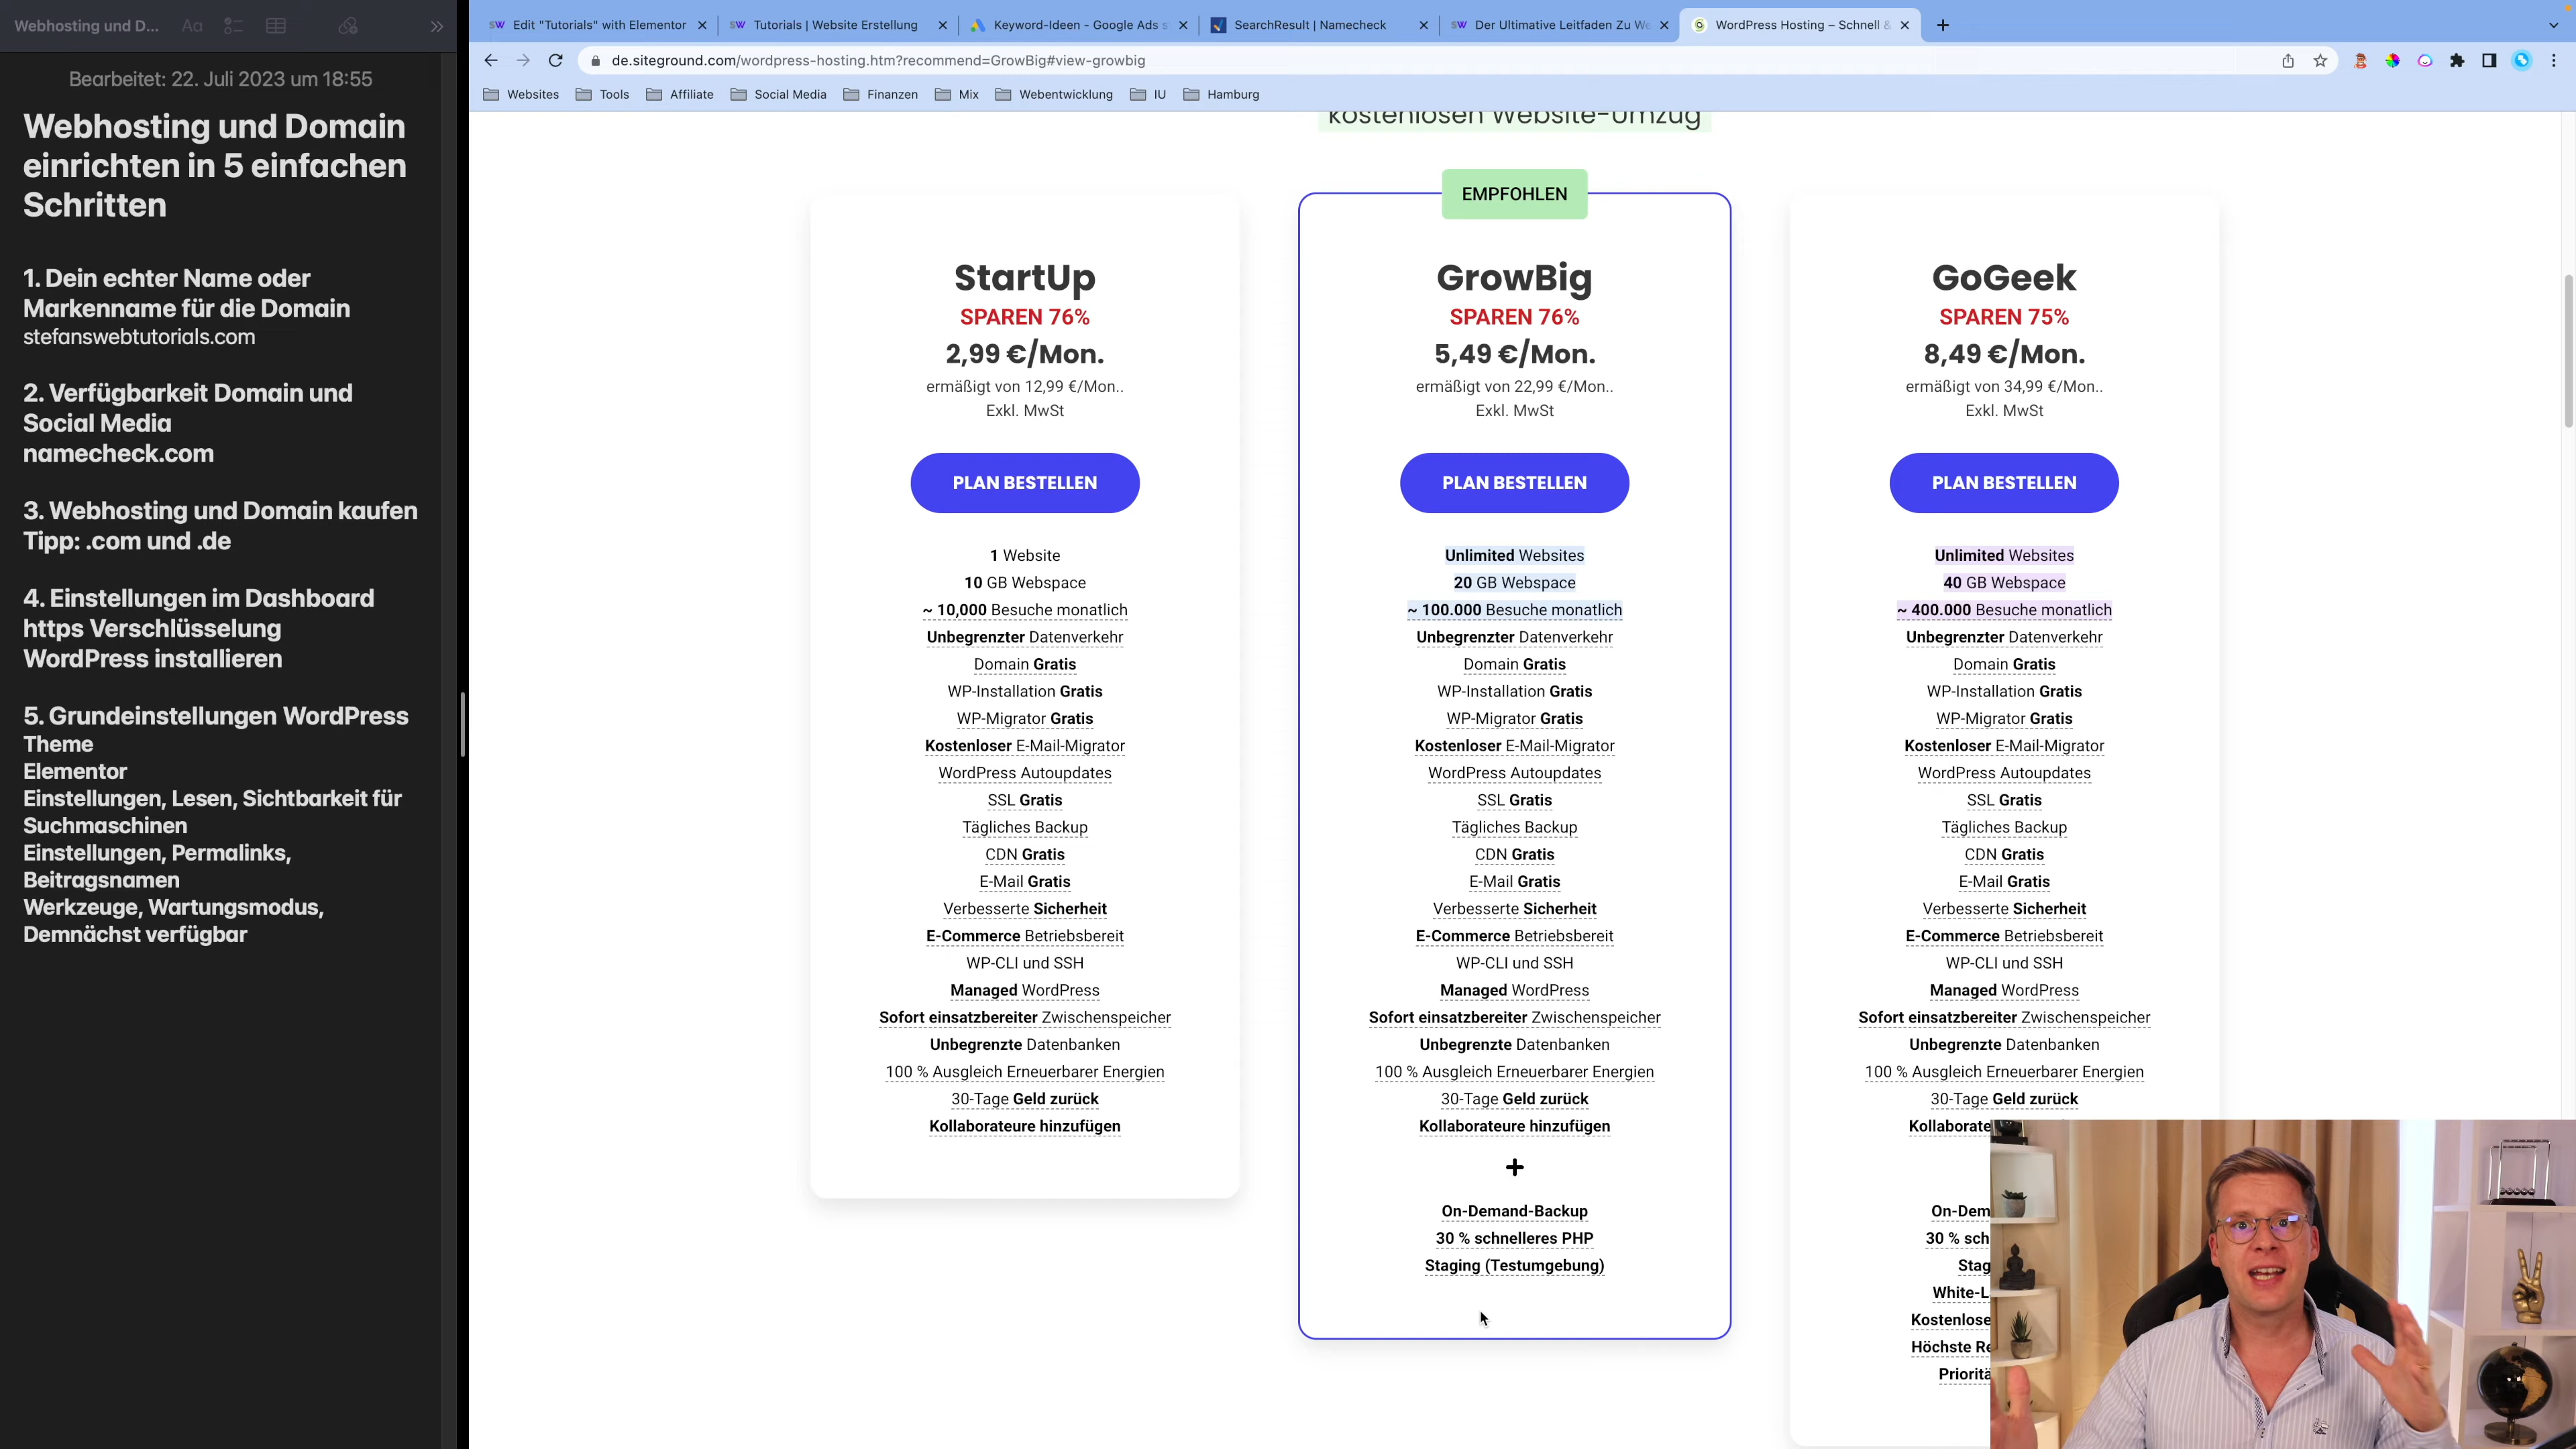 Webhosting und D...
Aa
Bearbeitet: 22. Juli 2023 um 18:55
Webhosting und Domain
einrichten in 5 einfachen
Schritten
1. Dein echter Name oder
Markenname für die Domain
stefanswebtutorials.com
2. Verfügbarkeit Domain und
Social Media
namecheck.com
3. Webhosting und Domain kaufen
Tipp: .com und .de
4. Einstellungen im Dashboard
https Verschlüsselung
WordPress installieren
5. Grundeinstellungen WordPress
Theme
Elementor
Einstellungen, Lesen, Sichtbarkeit für
Suchmaschinen
Einstellungen, Permalinks,
Beitragsnamen
Werkzeuge, Wartungsmodus,
Demnächst verfügbar
Edit "Tutorials" with Elementor
Tutorials | Website Erstellung
Keyword-Ideen - Google Ads s
SearchResult | Namecheck
Der Ultimative Leitfaden Zu We
WordPress Hosting – Schnell &
de.siteground.com/wordpress-hosting.htm?recommend=GrowBig#view-growbig
Websites
Tools
Affiliate
Social Media
Finanzen
Mix
Webentwicklung
IU
Hamburg
kostenlosen Website-Umzug
StartUp
SPAREN 76%
2,99 €/Mon.
ermäßigt von 12,99 €/Mon..
Exkl. MwSt
PLAN BESTELLEN
1 Website
10 GB Webspace
~ 10,000 Besuche monatlich
Unbegrenzter Datenverkehr
Domain Gratis
WP-Installation Gratis
WP-Migrator Gratis
Kostenloser E-Mail-Migrator
WordPress Autoupdates
SSL Gratis
Tägliches Backup
CDN Gratis
E-Mail Gratis
Verbesserte Sicherheit
E-Commerce Betriebsbereit
WP-CLI und SSH
Managed WordPress
Sofort einsatzbereiter Zwischenspeicher
Unbegrenzte Datenbanken
100 % Ausgleich Erneuerbarer Energien
30-Tage Geld zurück
Kollaborateure hinzufügen
EMPFOHLEN
GrowBig
SPAREN 76%
5,49 €/Mon.
ermäßigt von 22,99 €/Mon..
Exkl. MwSt
PLAN BESTELLEN
Unlimited Websites
20 GB Webspace
~ 100.000 Besuche monatlich
Unbegrenzter Datenverkehr
Domain Gratis
WP-Installation Gratis
WP-Migrator Gratis
Kostenloser E-Mail-Migrator
WordPress Autoupdates
SSL Gratis
Tägliches Backup
CDN Gratis
E-Mail Gratis
Verbesserte Sicherheit
E-Commerce Betriebsbereit
WP-CLI und SSH
Managed WordPress
Sofort einsatzbereiter Zwischenspeicher
Unbegrenzte Datenbanken
100 % Ausgleich Erneuerbarer Energien
30-Tage Geld zurück
Kollaborateure hinzufügen
+
On-Demand-Backup
30 % schnelleres PHP
Staging (Testumgebung)
GoGeek
SPAREN 75%
8,49 €/Mon.
ermäßigt von 34,99 €/Mon..
Exkl. MwSt
PLAN BESTELLEN
Unlimited Websites
40 GB Webspace
~ 400.000 Besuche monatlich
Unbegrenzter Datenverkehr
Domain Gratis
WP-Installation Gratis
WP-Migrator Gratis
Kostenloser E-Mail-Migrator
WordPress Autoupdates
SSL Gratis
Tägliches Backup
CDN Gratis
E-Mail Gratis
Verbesserte Sicherheit
E-Commerce Betriebsbereit
WP-CLI und SSH
Managed WordPress
Sofort einsatzbereiter Zwischenspeicher
Unbegrenzte Datenbanken
100 % Ausgleich Erneuerbarer Energien
30-Tage Geld zurück
Kollaborate
On-Dem
30 % sch
Stag
White-L
Kostenlose
Höchste Re
Prioritä